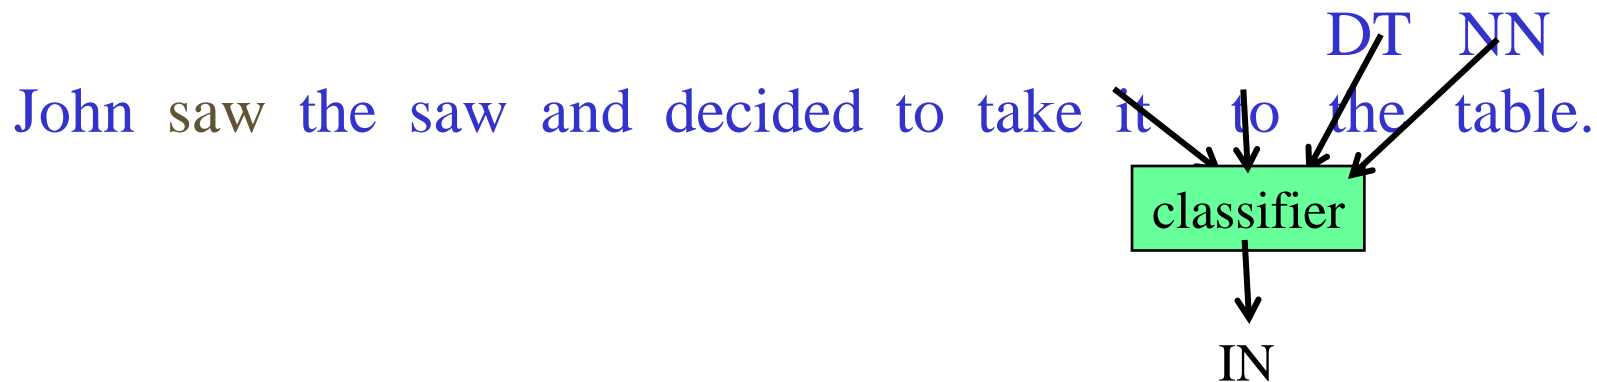 DT NN
John saw the saw and decided to take it to the table.
classifier
IN